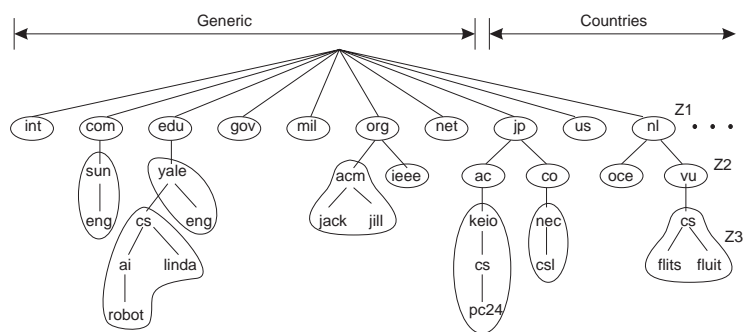 Generic Countries
int com edu gov mil org net jp us nl Z1 . . .
sun yale acm ieee ac co oce vu Z2
eng cs eng jack jill keio nec cs Z3
ai linda cs csl flits fluit
robot pc24